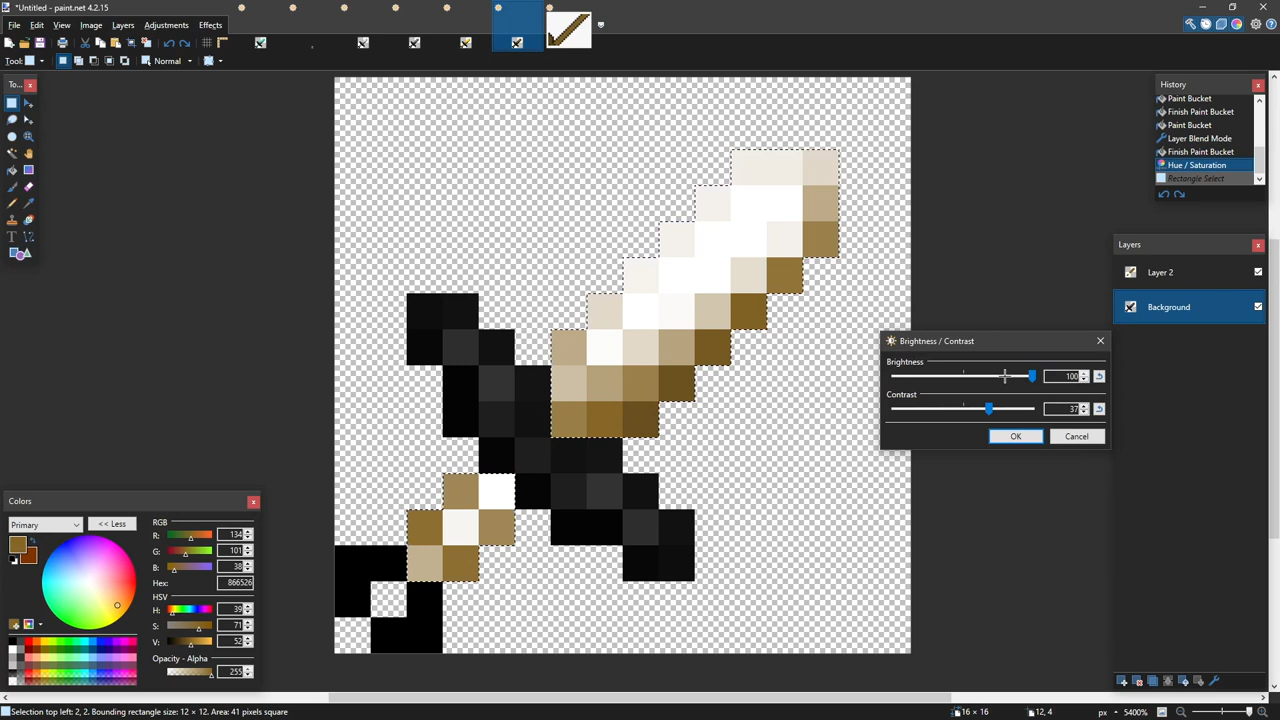 *Untitled - paint.net 4.2.15
File Edit View Image Layers Adjustments Effects
Tool: Normal
To...
History
Paint Bucket
Finish Paint Bucket
Paint Bucket
Layer Blend Mode
Finish Paint Bucket
Hue / Saturation
Rectangle Select
Layers
Layer 2
Background
Brightness / Contrast
Brightness
100
Contrast
37
OK Cancel
Colors
Primary
<< Less
RGB
R: 134
G: 101
B: 38
Hex: 866526
HSV
H: 39
S: 71
V: 52
Opacity - Alpha
255
Selection top left: 2, 2. Bounding rectangle size: 12 × 12. Area: 41 pixels square
16 × 16
12, 4
px
5400%